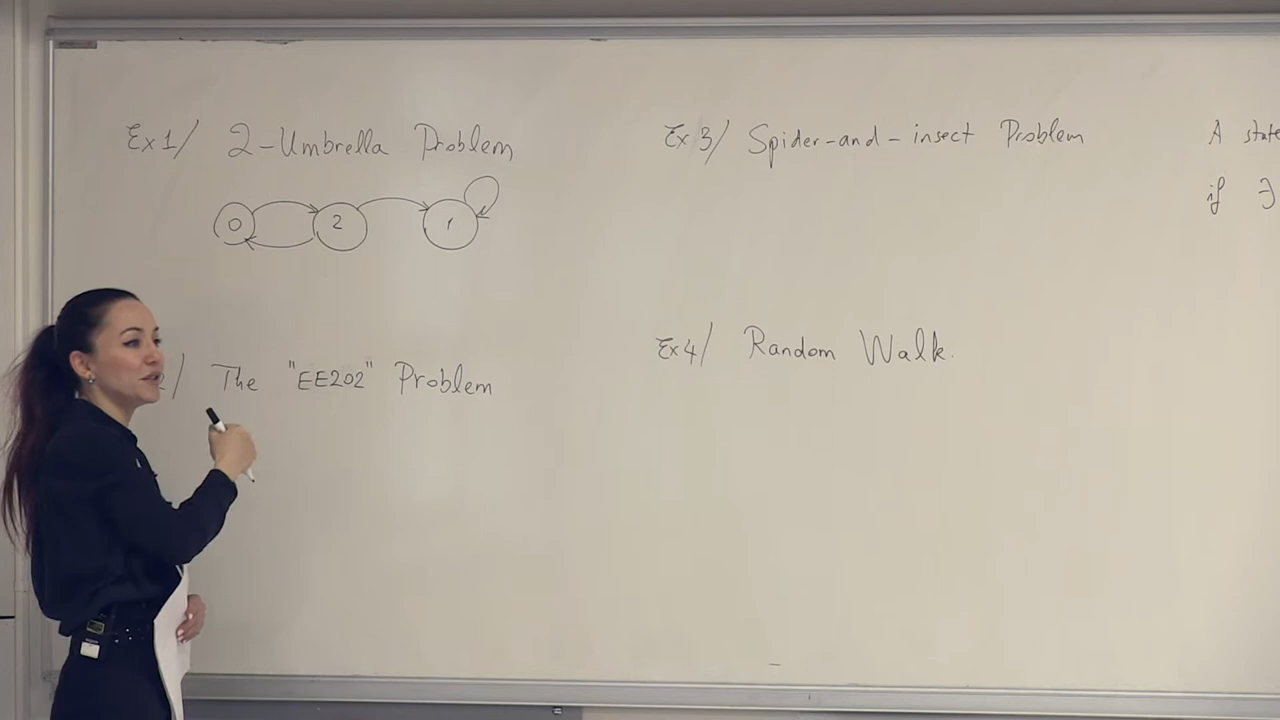 Ex1/ 2-Umbrella Problem
0 2 1
/ The "EE202" Problem
Ex 3/ Spider-and-insect Problem
Ex4/ Random Walk.
A state
if ∃